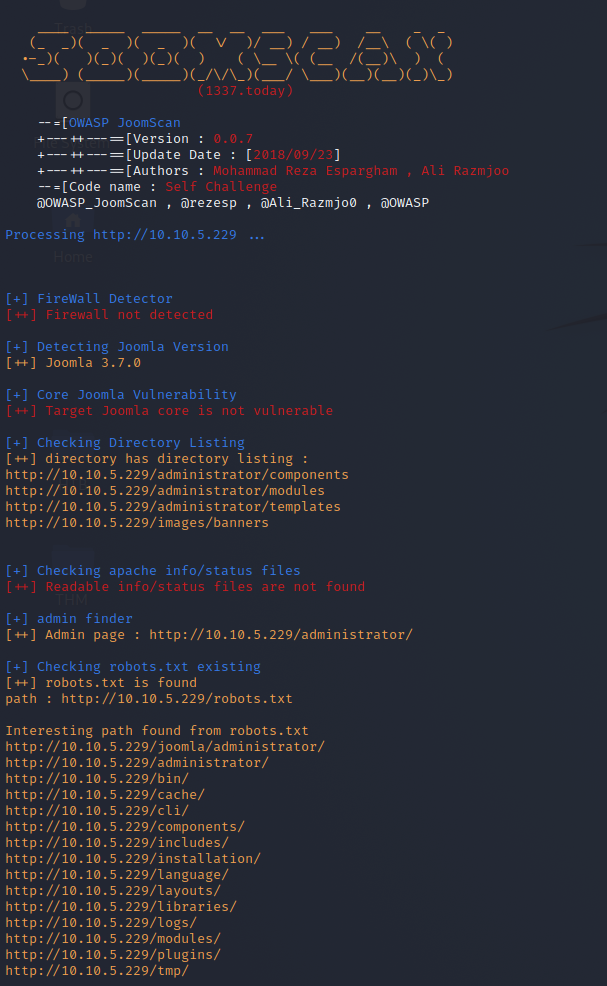 (1337.today)
--=[OWASP JoomScan
+---++---==[Version : 0.0.7
+---++---==[Update Date : [2018/09/23]
+---++---==[Authors : Mohammad Reza Espargham , Ali Razmjoo
--=[Code name : Self Challenge
@OWASP_JoomScan , @rezesp , @Ali_Razmjo0 , @OWASP
Processing http://10.10.5.229 ...
Home
[+] FireWall Detector
[++] Firewall not detected
[+] Detecting Joomla Version
[++] Joomla 3.7.0
[+] Core Joomla Vulnerability
[++] Target Joomla core is not vulnerable
[+] Checking Directory Listing
[++] directory has directory listing :
http://10.10.5.229/administrator/components
http://10.10.5.229/administrator/modules
http://10.10.5.229/administrator/templates
http://10.10.5.229/images/banners
[+] Checking apache info/status files
[++] Readable info/status files are not found
THM
[+] admin finder
[++] Admin page : http://10.10.5.229/administrator/
[+] Checking robots.txt existing
[++] robots.txt is found
path : http://10.10.5.229/robots.txt
Interesting path found from robots.txt
http://10.10.5.229/joomla/administrator/
http://10.10.5.229/administrator/
http://10.10.5.229/bin/
http://10.10.5.229/cache/
http://10.10.5.229/cli/
http://10.10.5.229/components/
http://10.10.5.229/includes/
http://10.10.5.229/installation/
http://10.10.5.229/language/
http://10.10.5.229/layouts/
http://10.10.5.229/libraries/
http://10.10.5.229/logs/
http://10.10.5.229/modules/
http://10.10.5.229/plugins/
http://10.10.5.229/tmp/